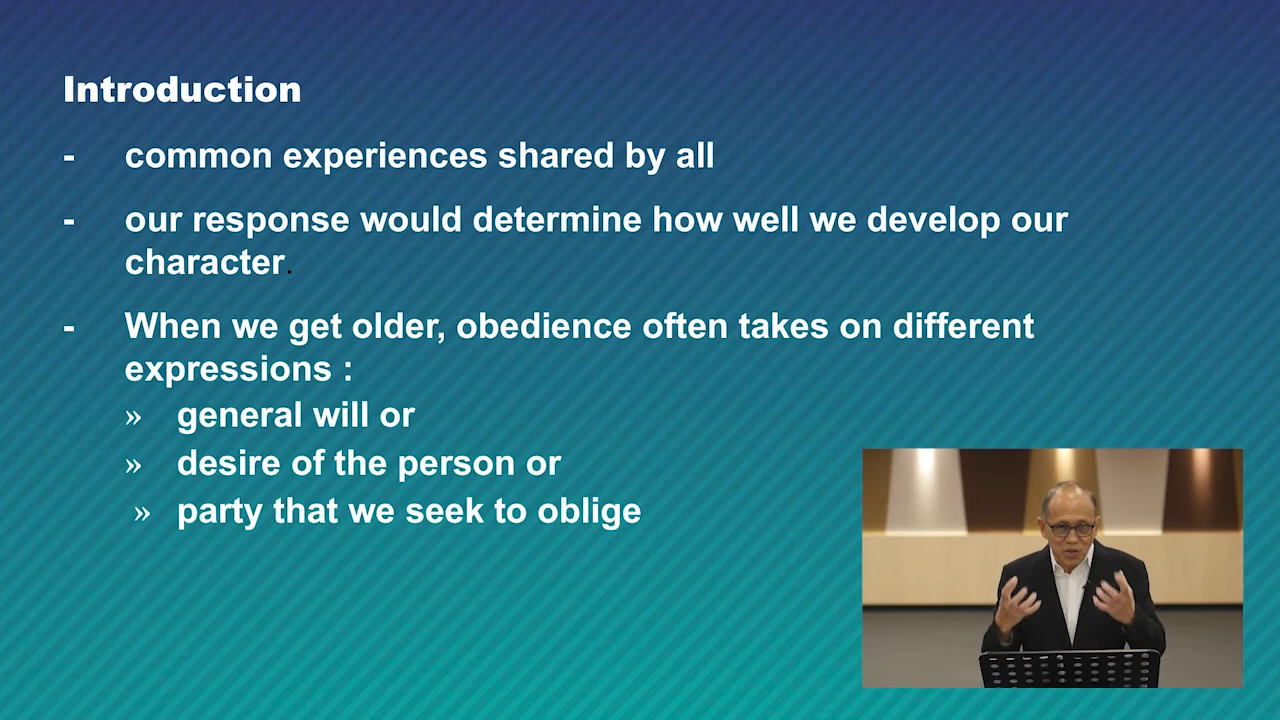 Introduction
- common experiences shared by all
- our response would determine how well we develop our
character.
- When we get older, obedience often takes on different
expressions :
» general will or
» desire of the person or
» party that we seek to oblige